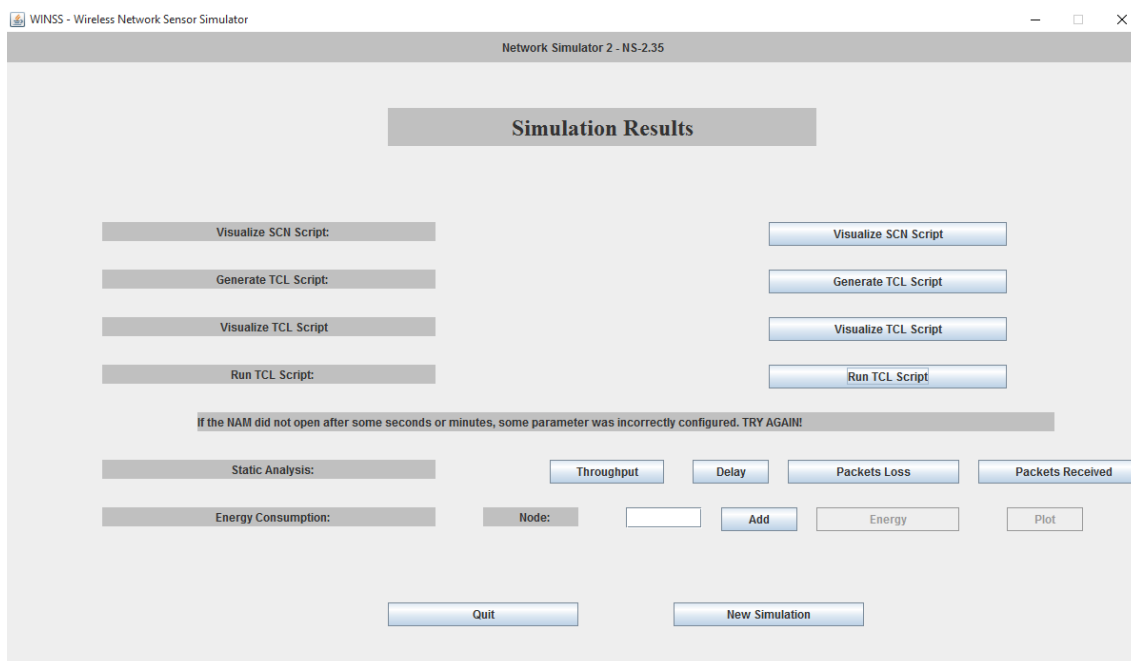 WINSS - Wireless Network Sensor Simulator
Network Simulator 2 - NS-2.35
Simulation Results
Visualize SCN Script: Visualize SCN Script
Generate TCL Script: Generate TCL Script
Visualize TCL Script Visualize TCL Script
Run TCL Script: Run TCL Script
If the NAM did not open after some seconds or minutes, some parameter was incorrectly configured. TRY AGAIN!
Static Analysis: Throughput Delay Packets Loss Packets Received
Energy Consumption: Node: Add Energy Plot
Quit New Simulation